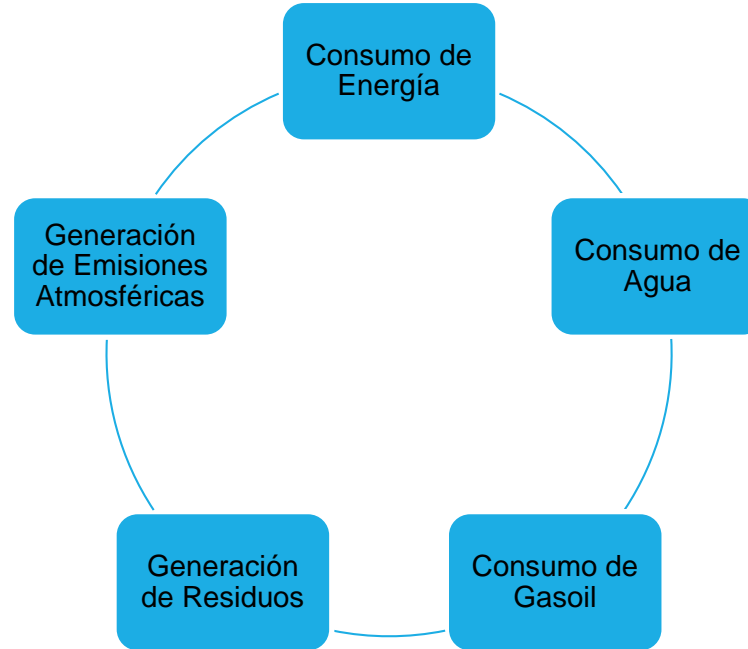 Consumo de
Energía
Consumo de
Agua
Consumo de
Gasoil
Generación
de Residuos
Generación
de Emisiones
Atmosféricas